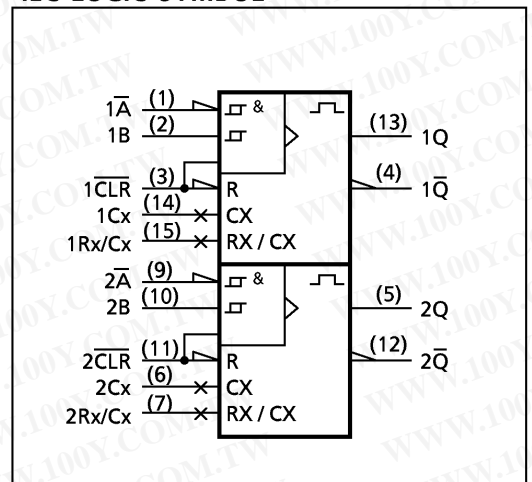 IEC LOGIC SYMBOL
1A̅ (1) & (13) 1Q
1B (2)
1C̅L̅R̅ (3) R (4) 1Q̅
1Cx (14) CX
1Rx/Cx (15) RX / CX
2A̅ (9) & (5) 2Q
2B (10)
2C̅L̅R̅ (11) R (12) 2Q̅
2Cx (6) CX
2Rx/Cx (7) RX / CX
WWW.100Y.COM.TW